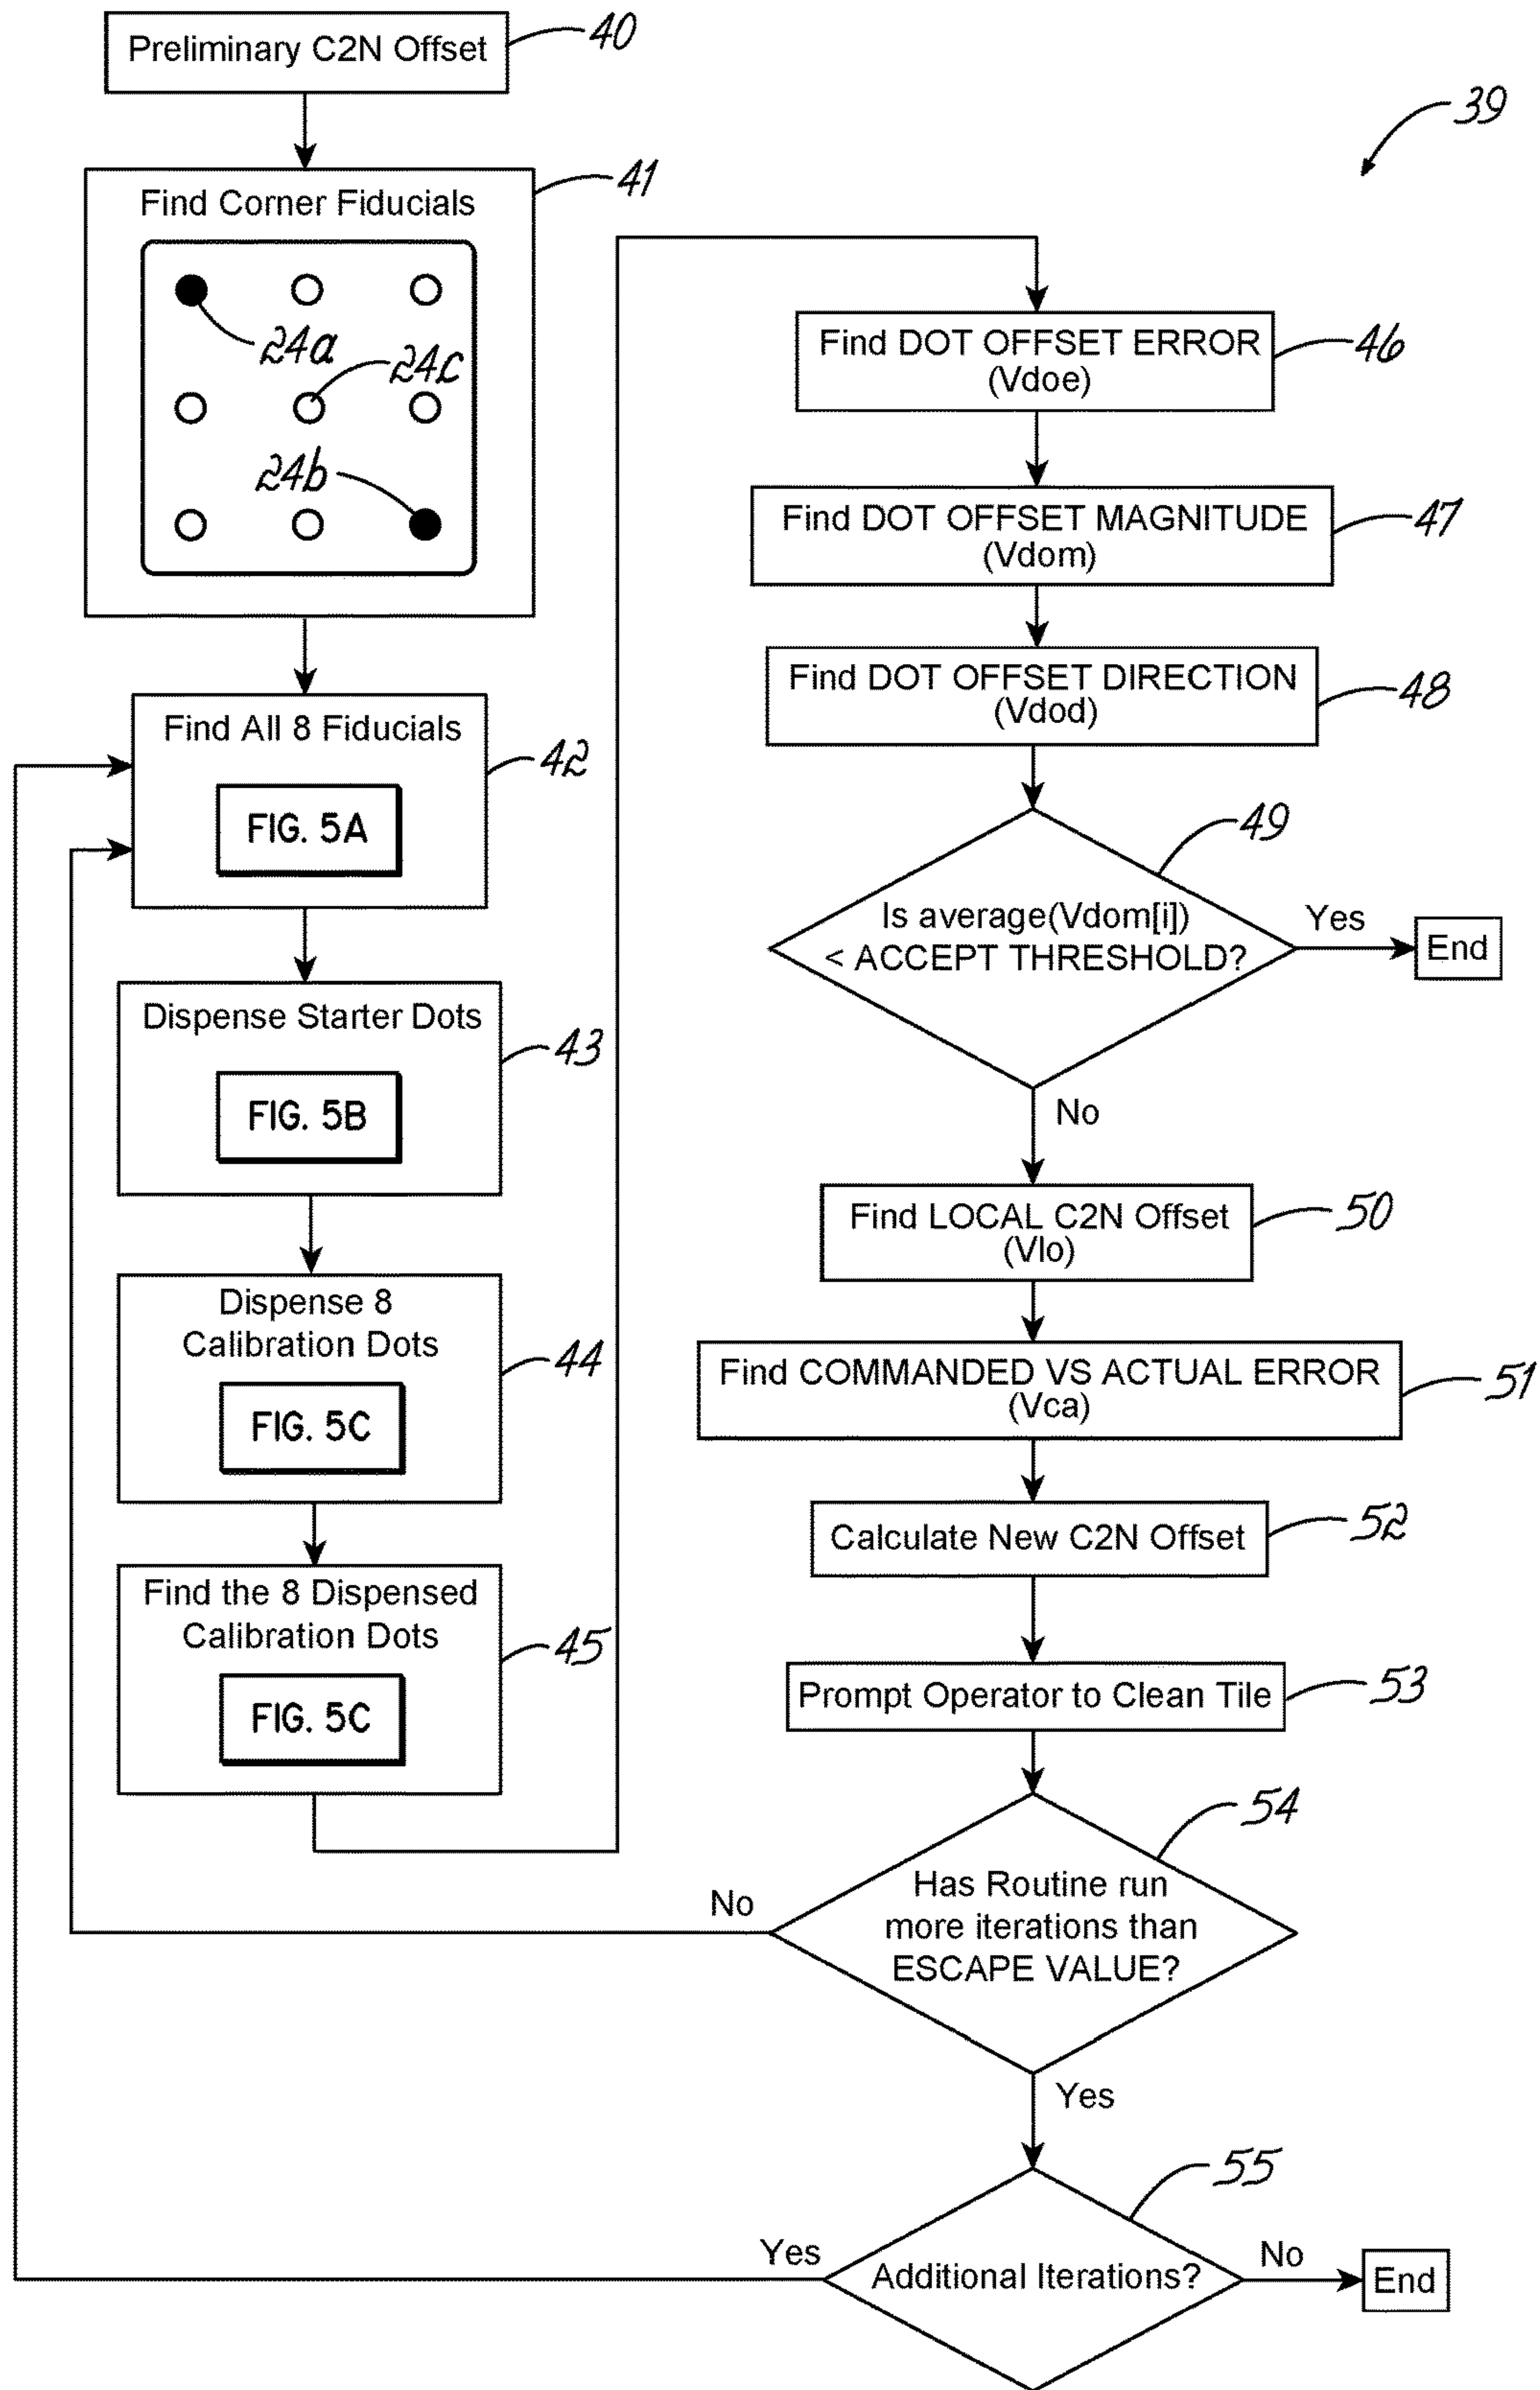 Preliminary C2N Offset
40
39
Find Corner Fiducials
41
24a
24c
24b
Find All 8 Fiducials
FIG. 5A
42
Dispense Starter Dots
FIG. 5B
43
Dispense 8
Calibration Dots
FIG. 5C
44
Find the 8 Dispensed
Calibration Dots
FIG. 5C
45
Find DOT OFFSET ERROR
(Vdoe)
46
Find DOT OFFSET MAGNITUDE
(Vdom)
47
Find DOT OFFSET DIRECTION
(Vdod)
48
49
Is average(Vdom[i])
< ACCEPT THRESHOLD?
Yes
End
No
Find LOCAL C2N Offset
(Vlo)
50
Find COMMANDED VS ACTUAL ERROR
(Vca)
51
Calculate New C2N Offset
52
Prompt Operator to Clean Tile
53
54
Has Routine run
more iterations than
ESCAPE VALUE?
No
Yes
55
Additional Iterations?
Yes
No
End